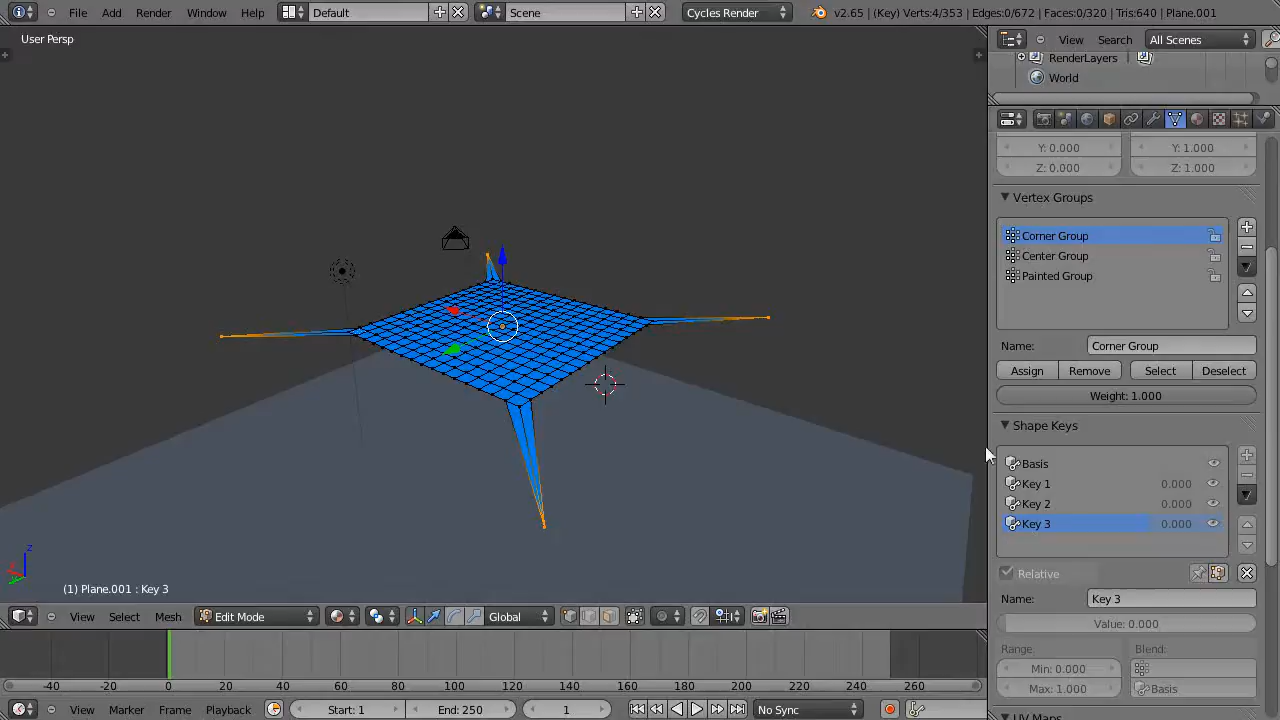 File Add Render Window Help Default Scene Cycles Render v2.65 | (Key) Verts:4/353 | Edges:0/672 | Faces:0/320 | Tris:640 | Plane.001
User Persp
View Search All Scenes
RenderLayers |
World
Y: 0.000 Y: 1.000
Z: 0.000 Z: 1.000
Vertex Groups
Corner Group
Center Group
Painted Group
Name: Corner Group
Assign Remove Select Deselect
Weight: 1.000
Shape Keys
Basis
Key 1 0.000
Key 2 0.000
Key 3 0.000
Relative
Name: Key 3
Value: 0.000
Range: Blend:
Min: 0.000
Max: 1.000 Basis
UV Maps
z
(1) Plane.001 : Key 3
View Select Mesh Edit Mode Global
-40 -20 0 20 40 60 80 100 120 140 160 180 200 220 240 260
View Marker Frame Playback Start: 1 End: 250 1 No Sync